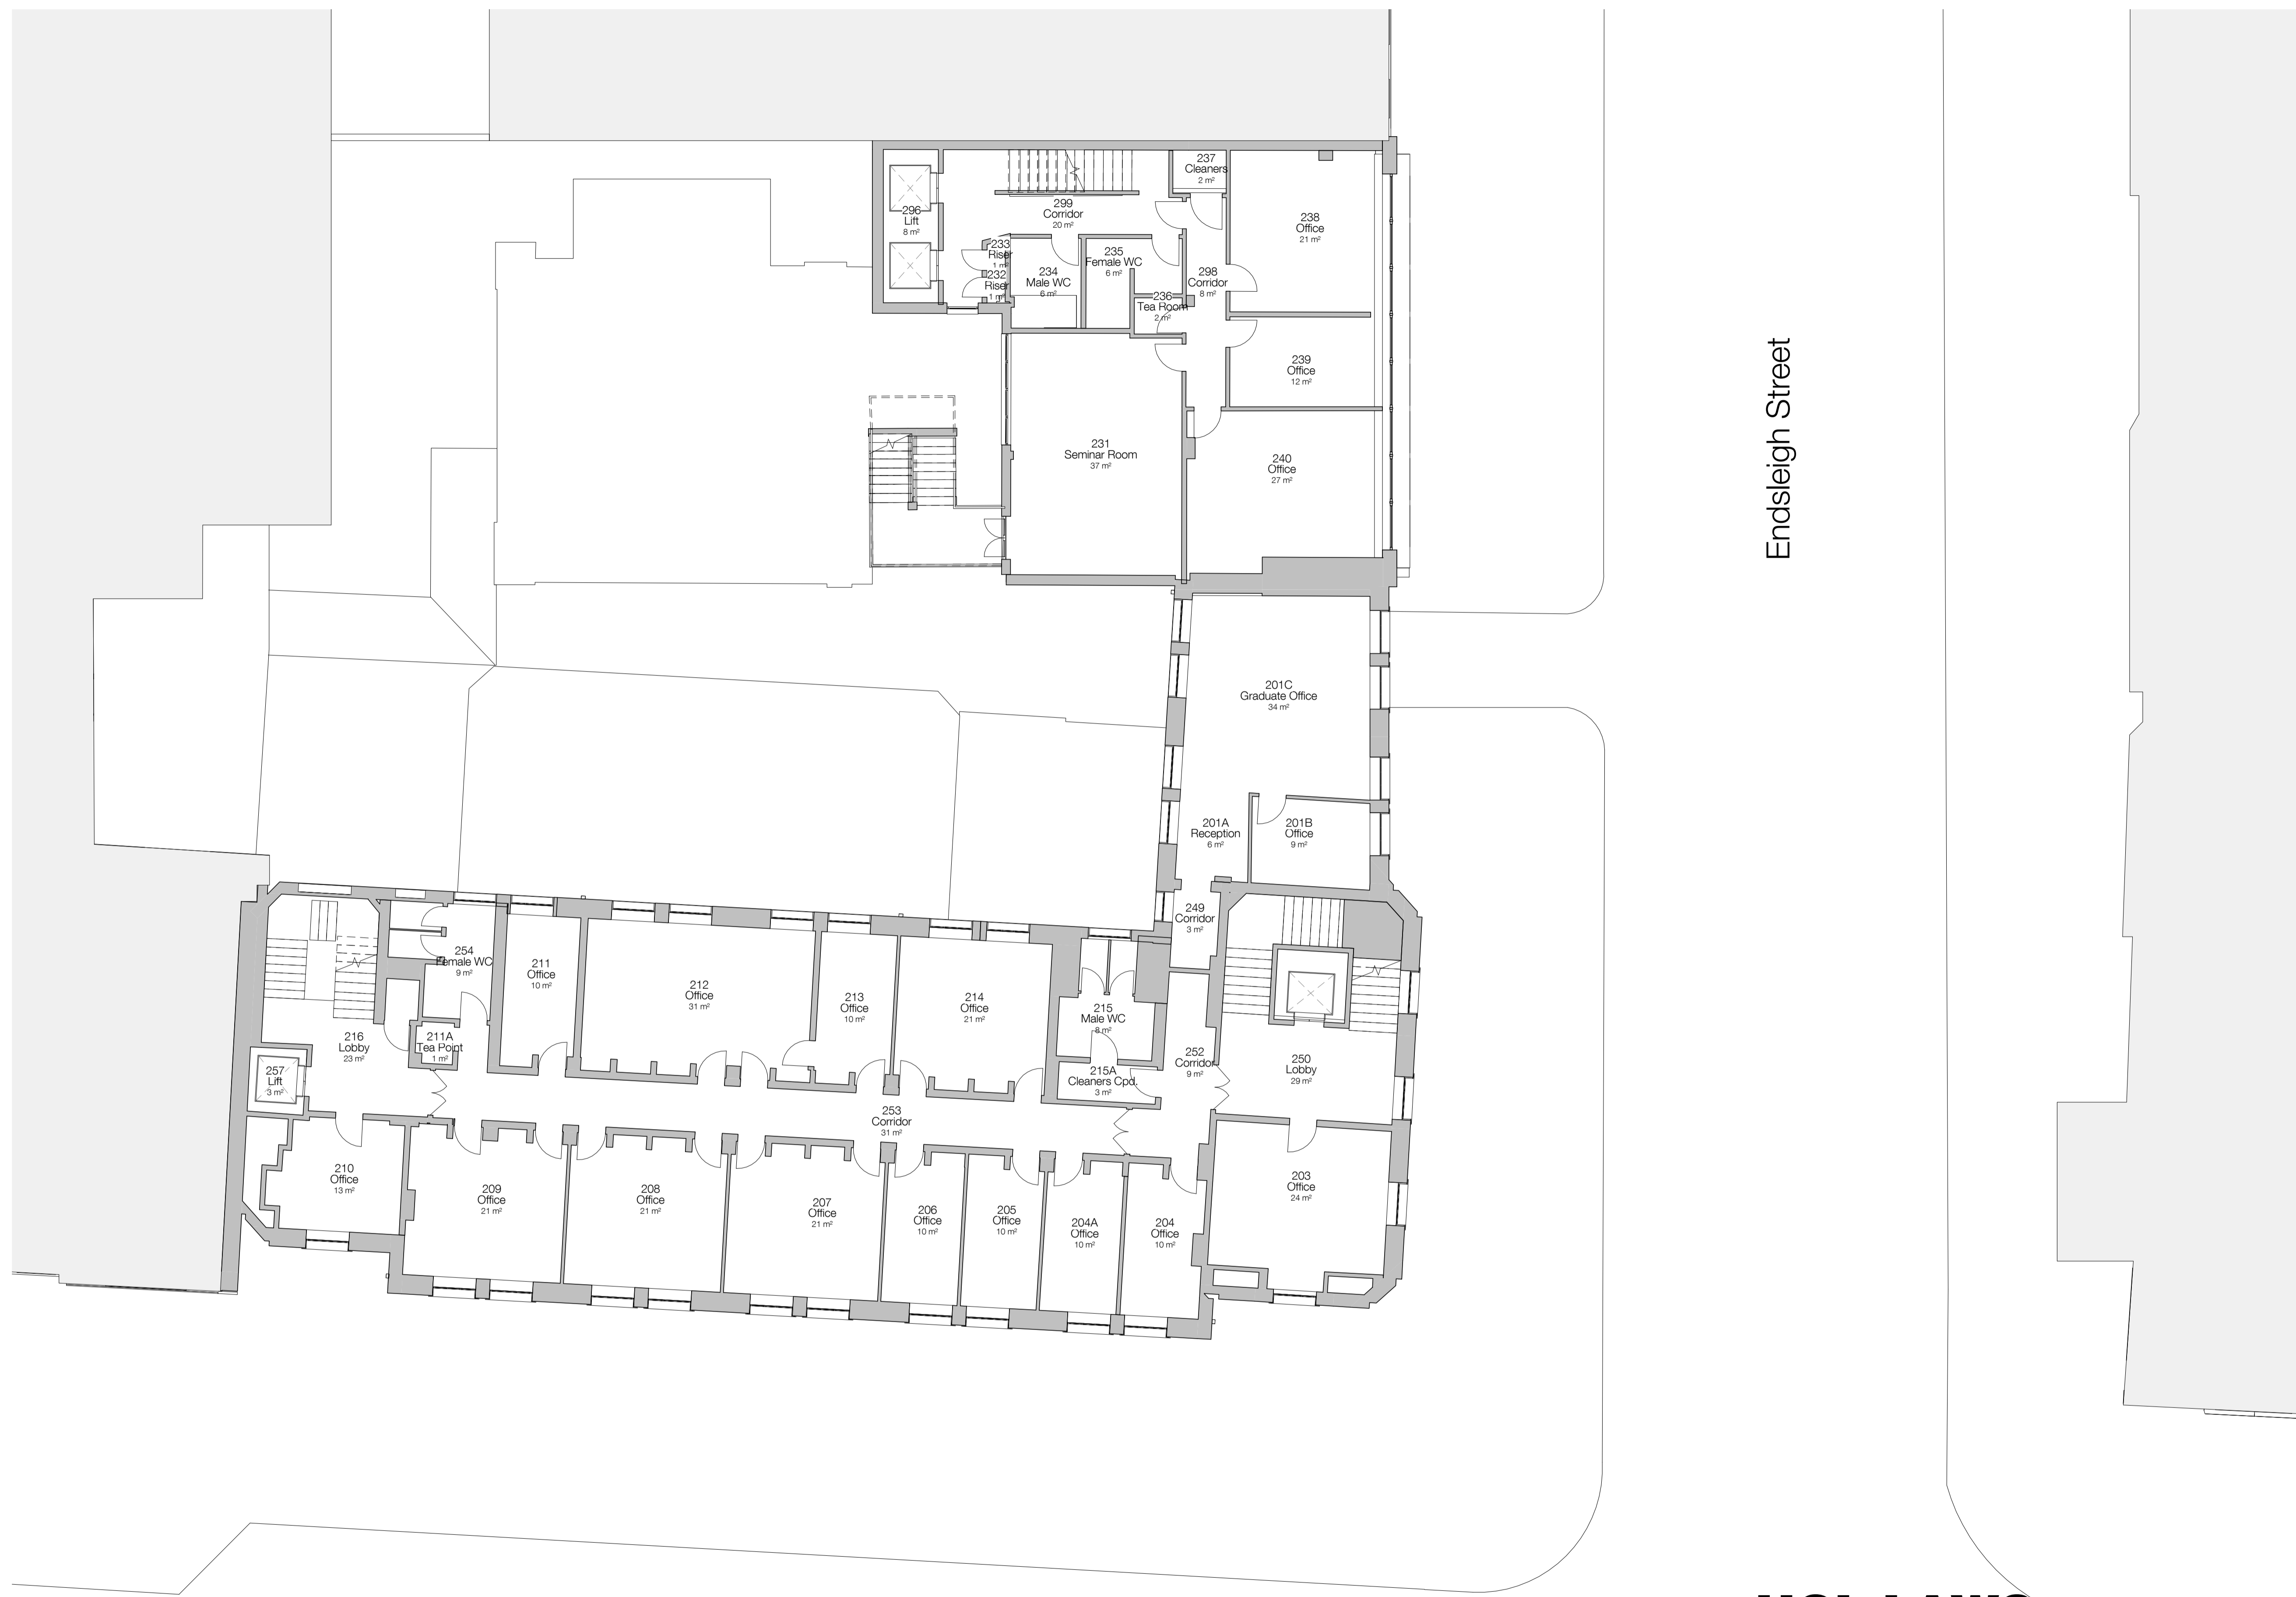 237
Cleaners
2 m²
296
Lift
8 m²
299
Corridor
20 m²
238
Office
21 m²
233
Riser
1 m²
232
Riser
1 m²
234
Male WC
6 m²
235
Female WC
6 m²
298
Corridor
8 m²
236
Tea Room
2 m²
239
Office
12 m²
231
Seminar Room
37 m²
240
Office
27 m²
Endsleigh Street
201C
Graduate Office
34 m²
201A
Reception
6 m²
201B
Office
9 m²
249
Corridor
3 m²
254
Female WC
9 m²
211
Office
10 m²
212
Office
31 m²
213
Office
10 m²
214
Office
21 m²
215
Male WC
8 m²
216
Lobby
23 m²
211A
Tea Point
1 m²
252
Corridor
9 m²
250
Lobby
29 m²
257
Lift
3 m²
215A
Cleaners Cpd.
3 m²
253
Corridor
31 m²
210
Office
13 m²
209
Office
21 m²
208
Office
21 m²
207
Office
21 m²
206
Office
10 m²
205
Office
10 m²
204A
Office
10 m²
204
Office
10 m²
203
Office
24 m²